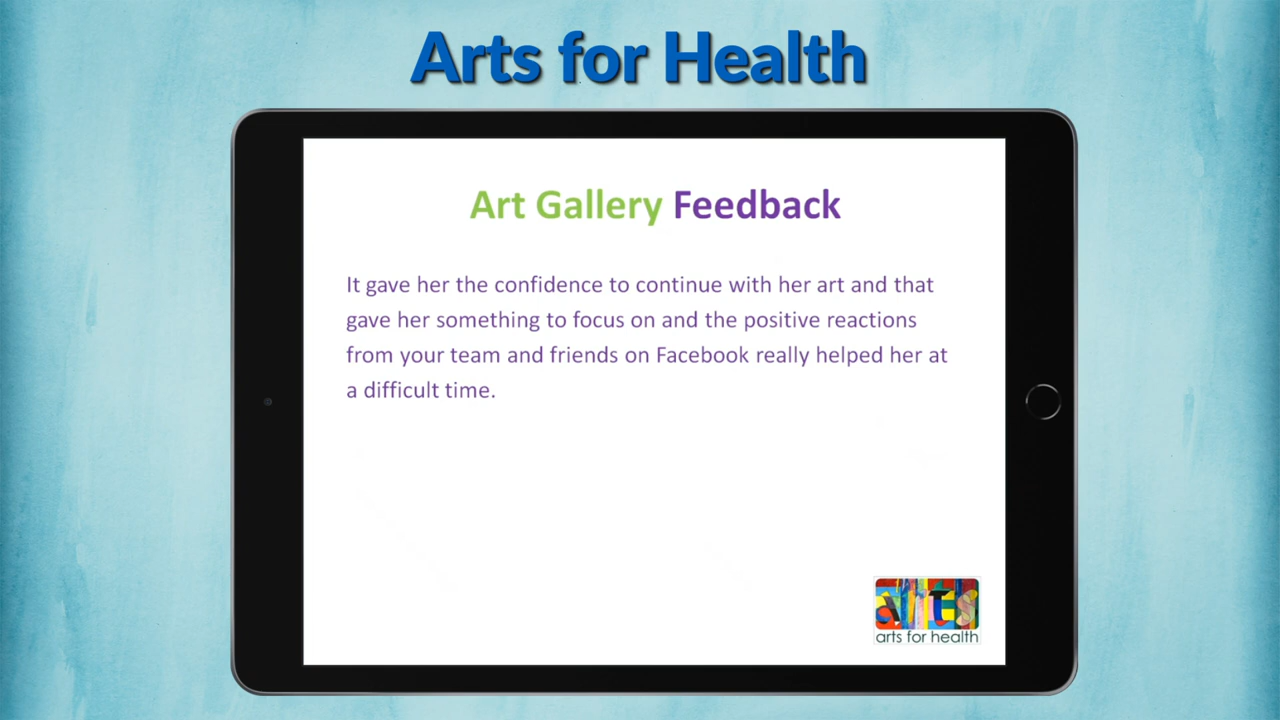 Arts for Health
Art Gallery Feedback
It gave her the confidence to continue with her art and that
gave her something to focus on and the positive reactions
from your team and friends on Facebook really helped her at
a difficult time.
arts
arts for health